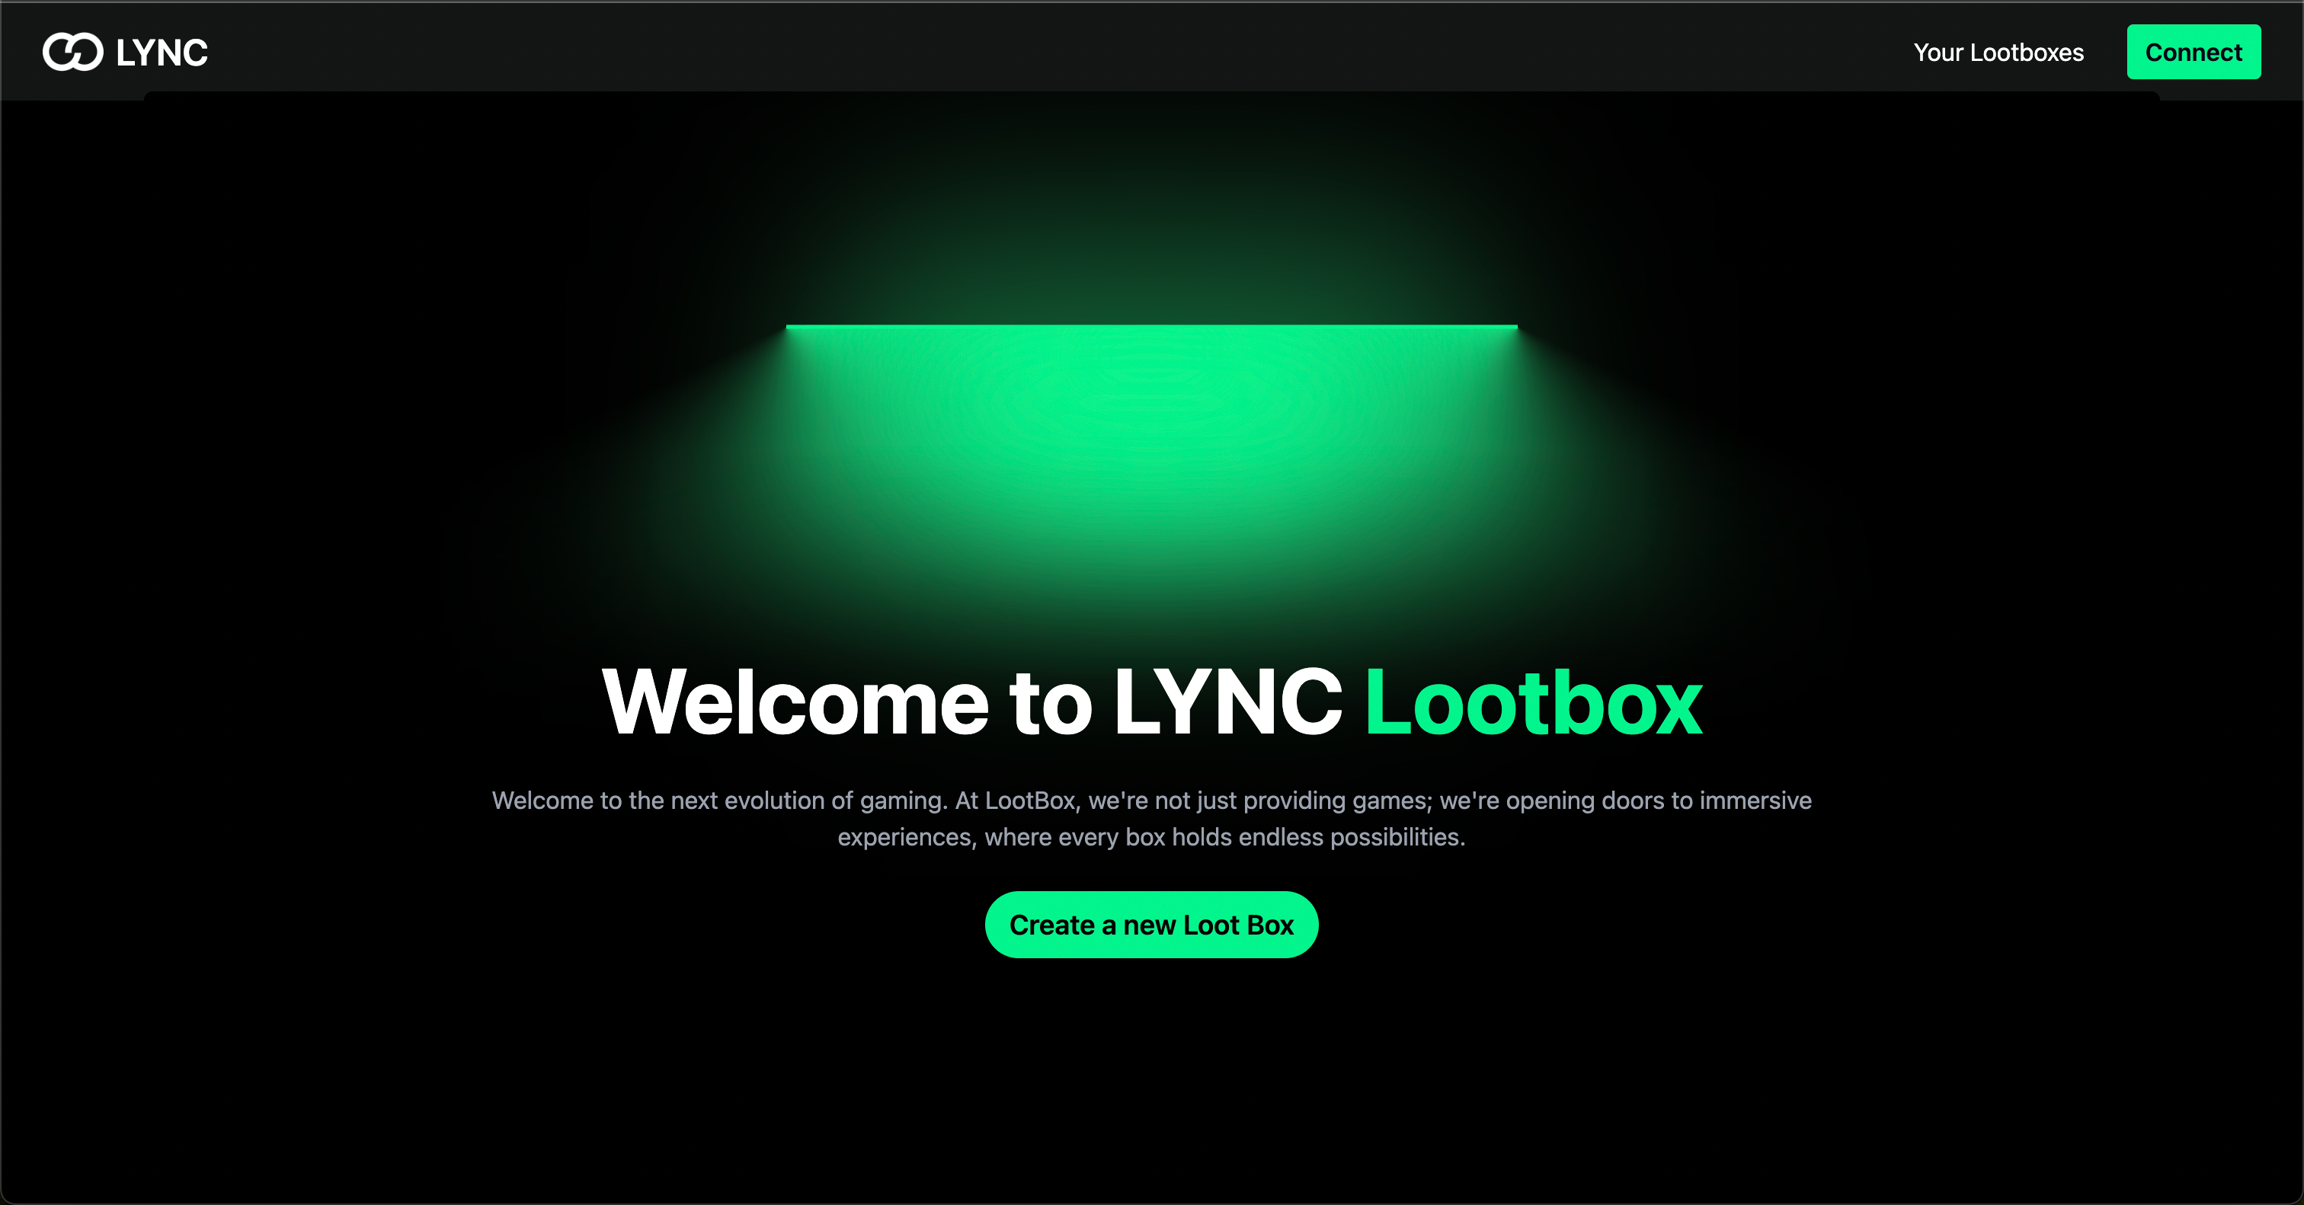 LYNC
Your Lootboxes
Connect
Welcome to LYNC Lootbox
Welcome to the next evolution of gaming. At LootBox, we're not just providing games; we're opening doors to immersive
experiences, where every box holds endless possibilities.
Create a new Loot Box